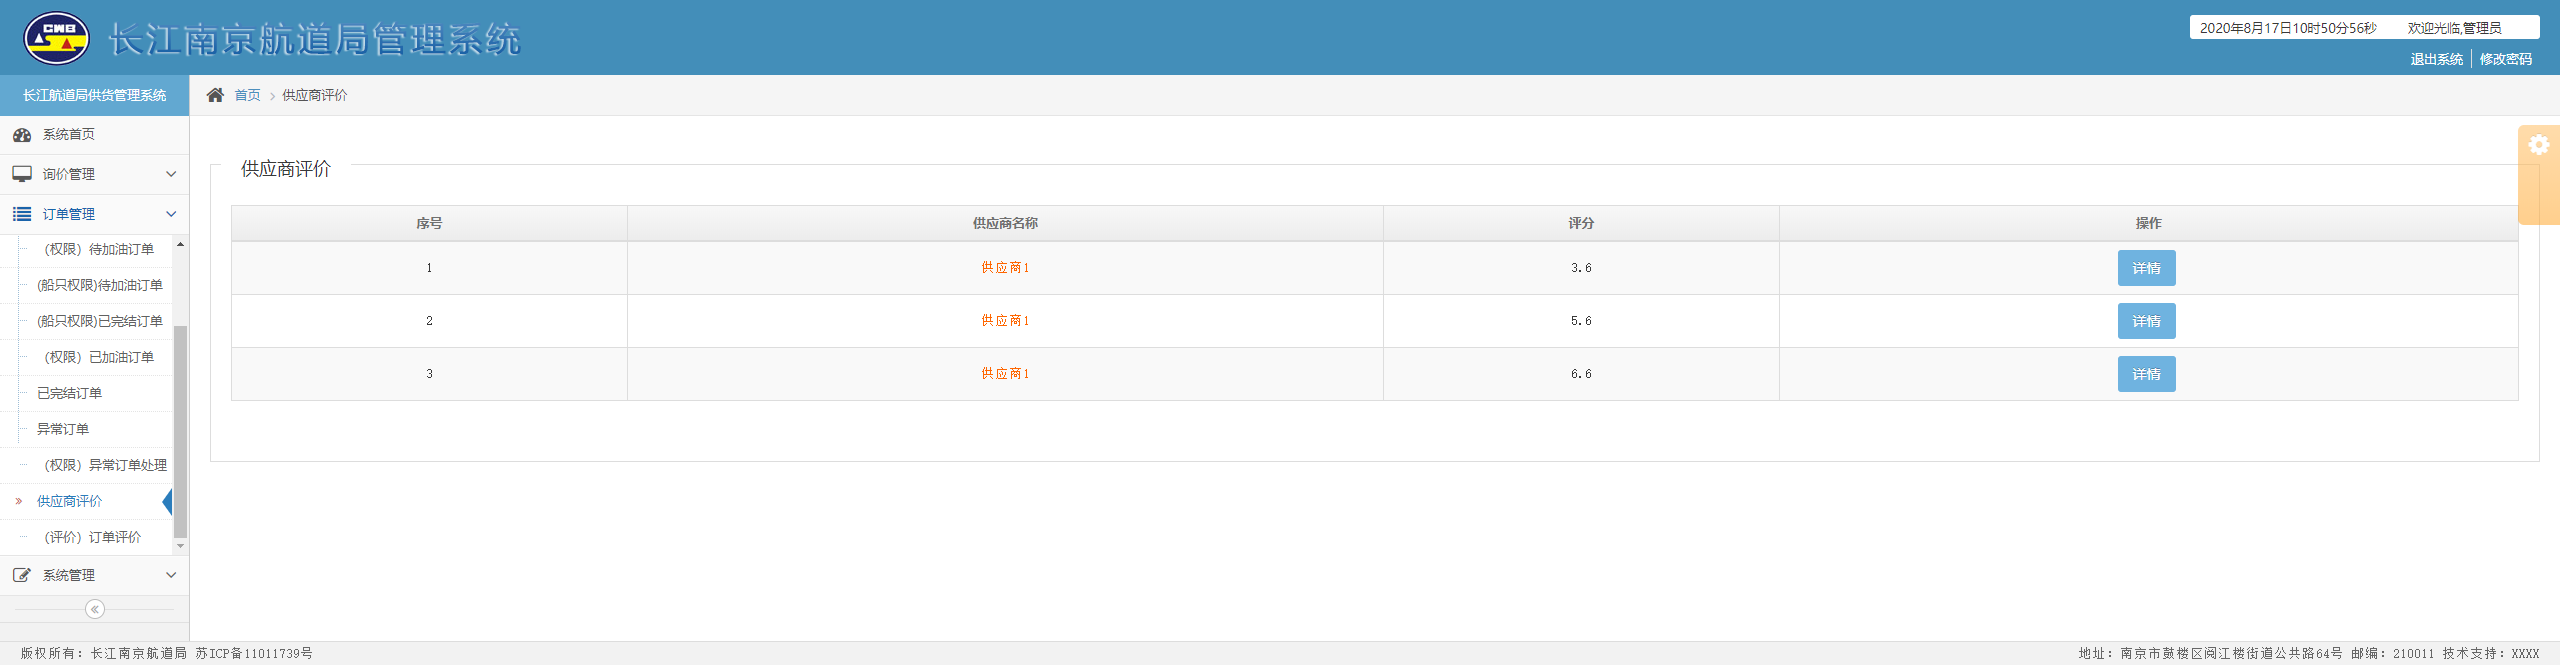 CWB 长江南京航道局管理系统
2020年8月17日10时50分56秒 欢迎光临,管理员
退出系统 修改密码
长江航道局供货管理系统
首页 供应商评价
系统首页
询价管理
订单管理
（权限）待加油订单
(船只权限)待加油订单
(船只权限)已完结订单
（权限）已加油订单
已完结订单
异常订单
（权限）异常订单处理
供应商评价
（评价）订单评价
系统管理
供应商评价
序号 供应商名称 评分 操作
1 供应商1 3.6 详情
2 供应商1 5.6 详情
3 供应商1 6.6 详情
版权所有：长江南京航道局 苏ICP备11011739号
地址：南京市鼓楼区阅江楼街道公共路64号 邮编：210011 技术支持：XXXX